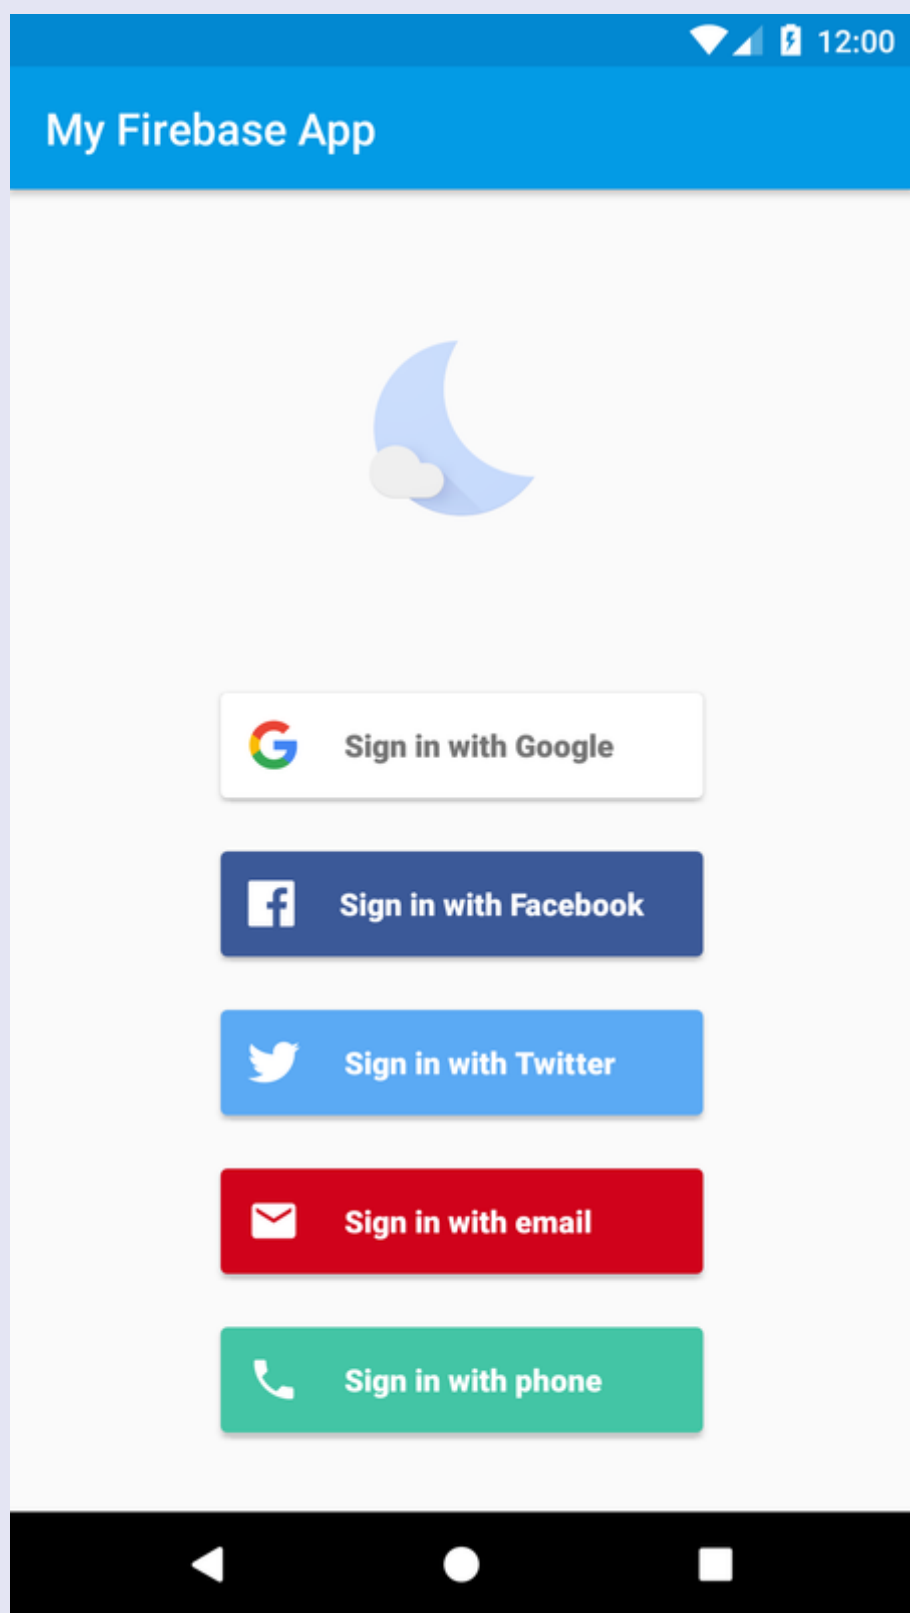 12:00
My Firebase App
Sign in with Google
Sign in with Facebook
Sign in with Twitter
Sign in with email
Sign in with phone